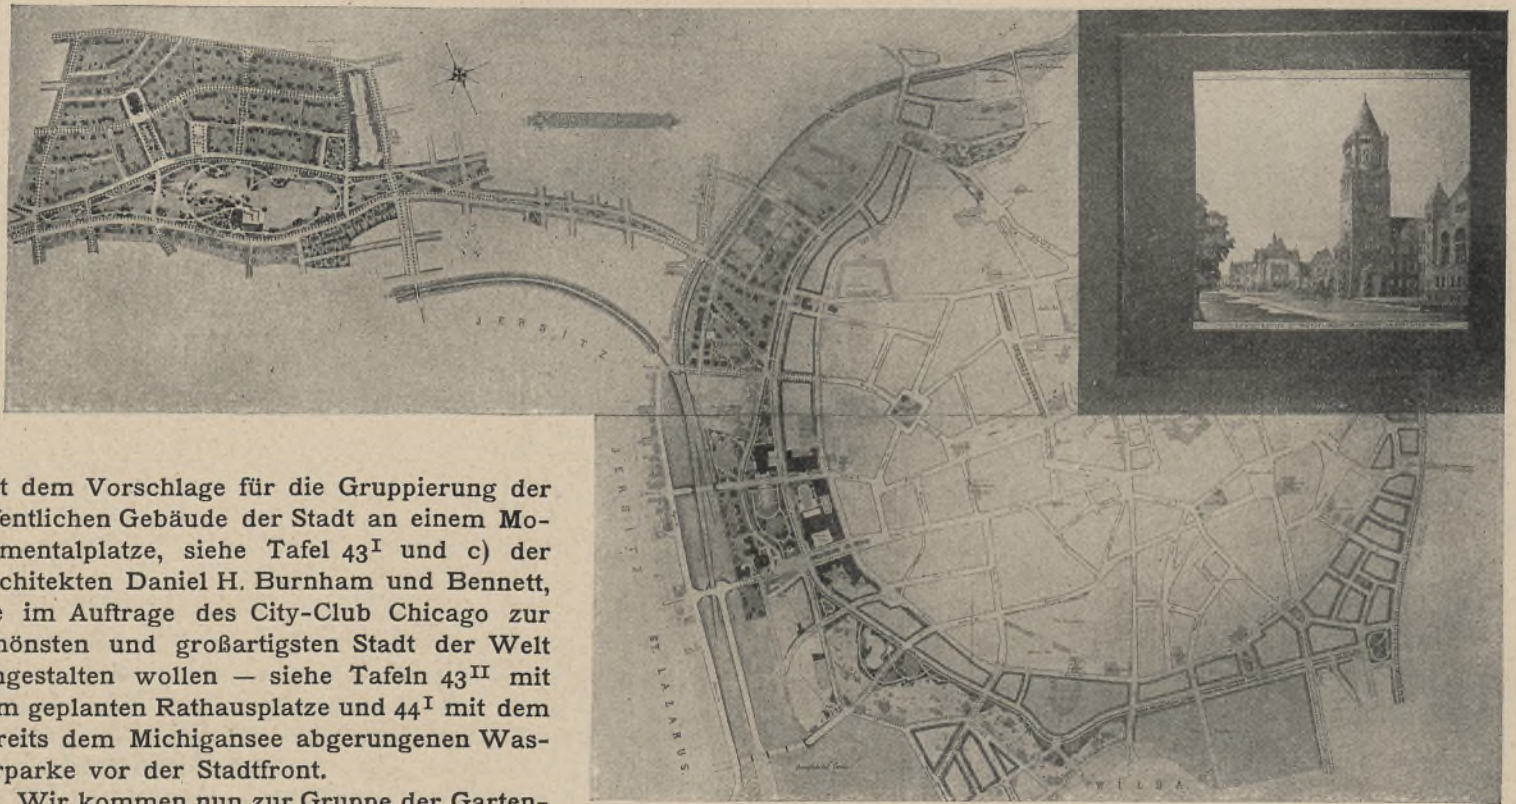 JERSITZ
JERSITZ
ST. LAZARUS
WILDA
t dem Vorschlage für die Gruppierung der
fentlichen Gebäude der Stadt an einem Mo-
mentalplatze, siehe Tafel 43I und c) der
chitekten Daniel H. Burnham und Bennett,
e im Auftrage des City-Club Chicago zur
hönsten und großartigsten Stadt der Welt
ngestalten wollen — siehe Tafeln 43II mit
m geplanten Rathausplatze und 44I mit dem
reits dem Michigansee abgerungenen Was-
rparke vor der Stadtfront.
Wir kommen nun zur Gruppe der Garten-